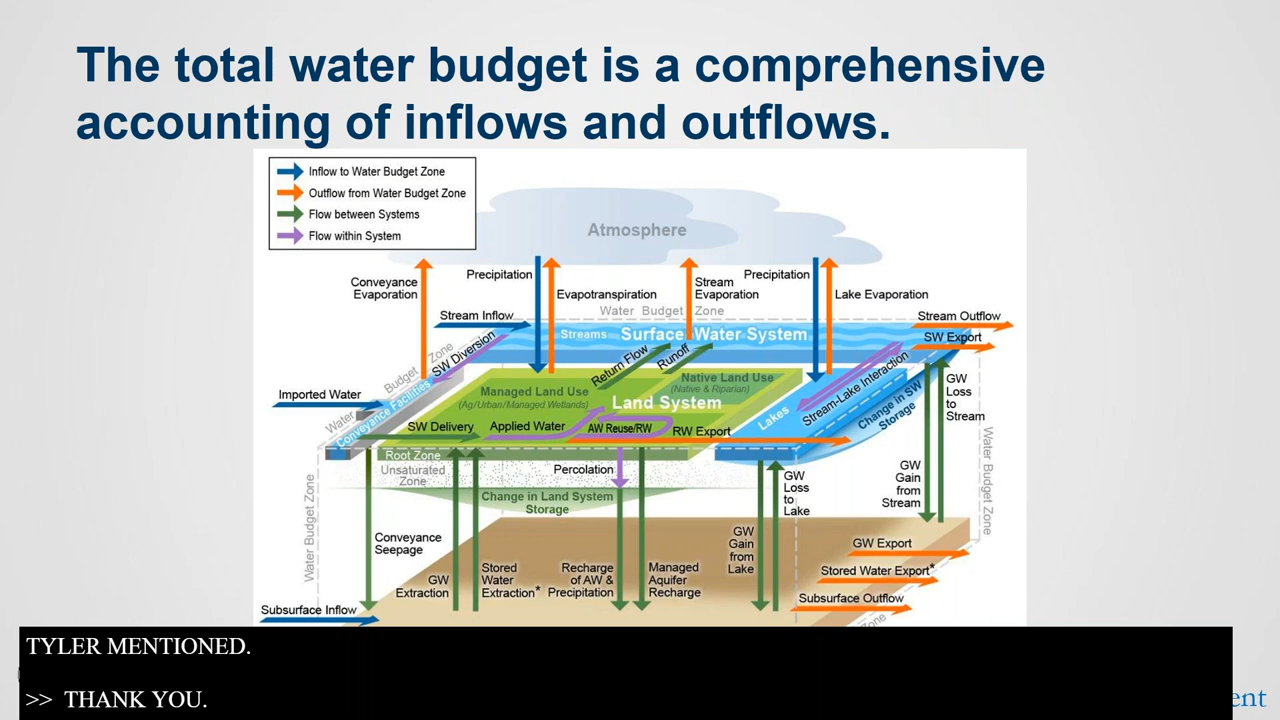 The total water budget is a comprehensive
accounting of inflows and outflows.
Inflow to Water Budget Zone
Outflow from Water Budget Zone
Flow between Systems
Flow within System
Atmosphere
Conveyance
Evaporation
Precipitation
Evapotranspiration
Stream
Evaporation
Precipitation
Lake Evaporation
Water Budget Zone
Stream Inflow
Stream Outflow
Streams
Surface Water System
SW Export
SW Diversion
Return Flow
Runoff
Stream-Lake Interaction
Water Budget Zone
Imported Water
Conveyance Facilities
Managed Land Use
(Ag/Urban/Managed Wetlands)
Native Land Use
(Native & Riparian)
Land System
Lakes
Change in SW
Storage
GW
Loss
to
Stream
SW Delivery
Applied Water
AW Reuse/RW
RW Export
Root Zone
Unsaturated
Zone
Percolation
Change in Land System
Storage
GW
Loss
to
Lake
GW
Gain
from
Stream
Water Budget Zone
Water Budget Zone
Conveyance
Seepage
GW
Extraction
Stored
Water
Extraction*
Recharge
of AW &
Precipitation
Managed
Aquifer
Recharge
GW
Gain
from
Lake
GW Export
Stored Water Export*
Subsurface Outflow
Subsurface Inflow
Zone
TYLER MENTIONED.
>> THANK YOU.
ent